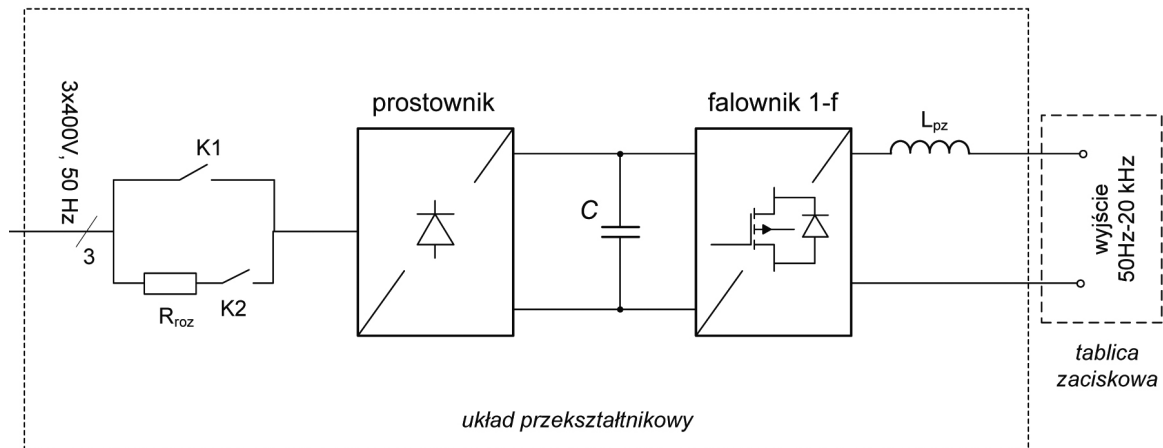 3x400V, 50 Hz
3
K1
R_roz
K2
prostownik
C
falownik 1-f
L_pz
wyjście
50Hz-20 kHz
tablica
zaciskowa
układ przekształtnikowy